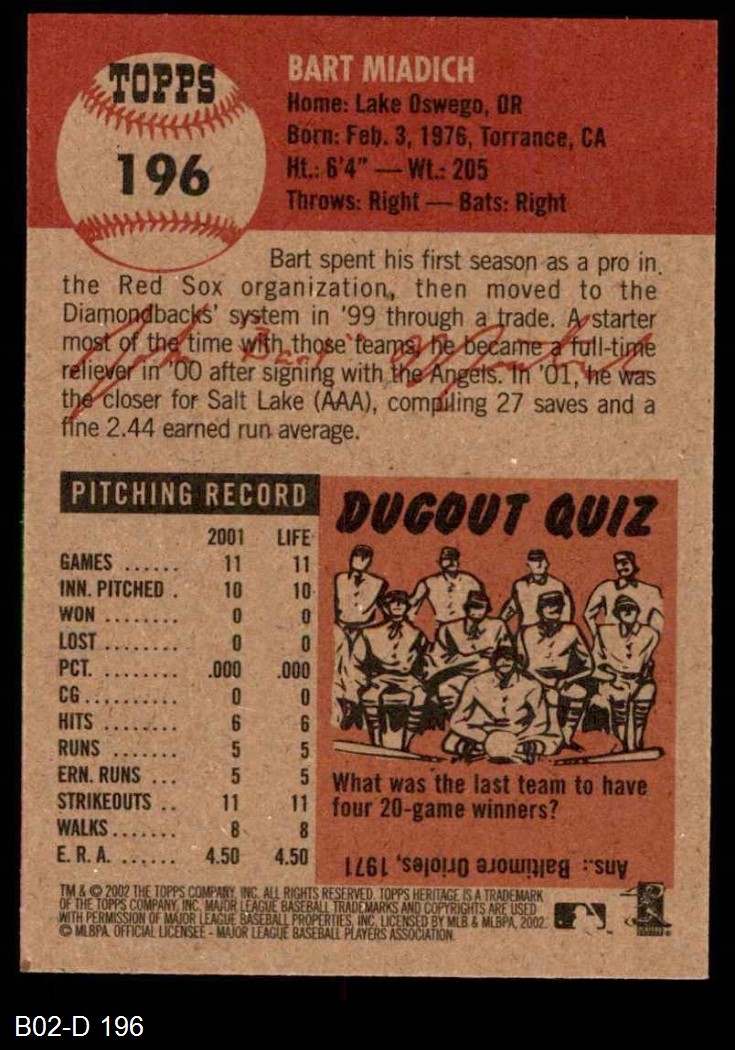 TOPPS
196
BART MIADICH
Home: Lake Oswego, OR
Born: Feb. 3, 1976, Torrance, CA
Ht.: 6'4" — Wt.: 205
Throws: Right — Bats: Right
Bart spent his first season as a pro in
the Red Sox organization, then moved to the
Diamondbacks' system in '99 through a trade. A starter
most of the time with those teams, he became a full-time
reliever in '00 after signing with the Angels. In '01, he was
the closer for Salt Lake (AAA), compiling 27 saves and a
fine 2.44 earned run average.
PITCHING RECORD
2001 LIFE
GAMES ...... 11 11
INN. PITCHED . 10 10
WON ........ 0 0
LOST ........ 0 0
PCT. ........ .000 .000
CG .......... 0 0
HITS ........ 6 6
RUNS ....... 5 5
ERN. RUNS ... 5 5
STRIKEOUTS .. 11 11
WALKS ....... 8 8
E. R. A. ...... 4.50 4.50
DUGOUT QUIZ
What was the last team to have
four 20-game winners?
Ans.: Baltimore Orioles, 1971
TM & © 2002 THE TOPPS COMPANY, INC. ALL RIGHTS RESERVED. TOPPS HERITAGE IS A TRADEMARK
OF THE TOPPS COMPANY, INC. MAJOR LEAGUE BASEBALL TRADEMARKS AND COPYRIGHTS ARE USED
WITH PERMISSION OF MAJOR LEAGUE BASEBALL PROPERTIES, INC. LICENSED BY MLB & MLBPA, 2002.
© MLBPA. OFFICIAL LICENSEE - MAJOR LEAGUE BASEBALL PLAYERS ASSOCIATION.
B02-D 196